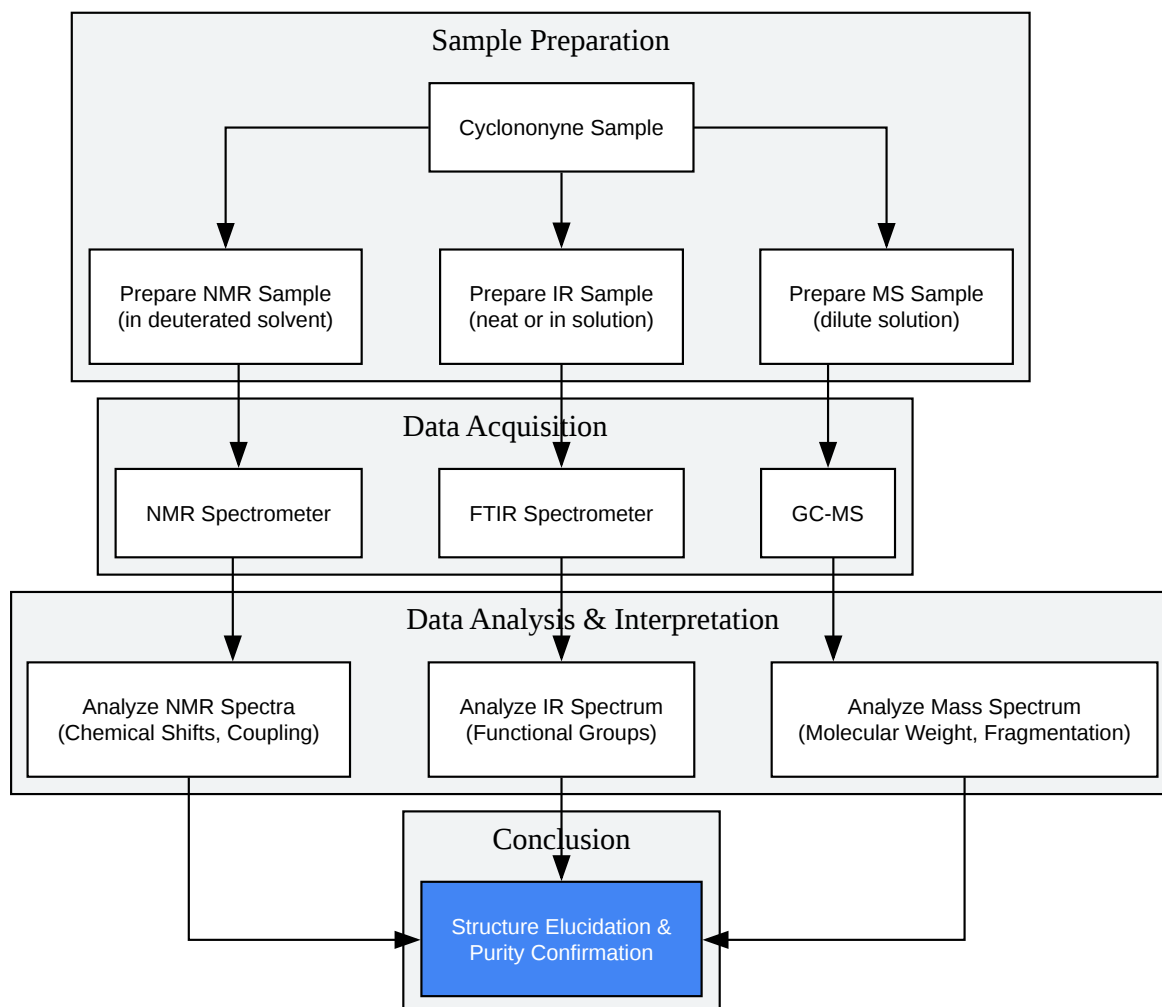 Sample Preparation
Cyclononyne Sample
Prepare NMR Sample
(in deuterated solvent)
Prepare IR Sample
(neat or in solution)
Prepare MS Sample
(dilute solution)
Data Acquisition
NMR Spectrometer
FTIR Spectrometer
GC-MS
Data Analysis & Interpretation
Analyze NMR Spectra
(Chemical Shifts, Coupling)
Analyze IR Spectrum
(Functional Groups)
Analyze Mass Spectrum
(Molecular Weight, Fragmentation)
Conclusion
Structure Elucidation &
Purity Confirmation